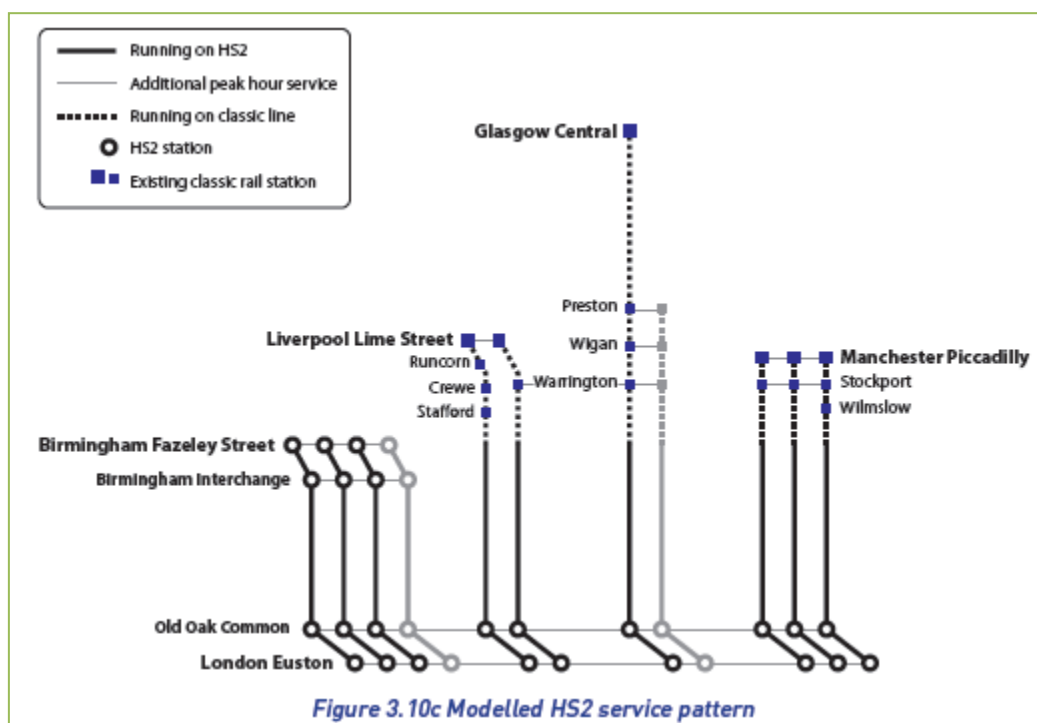 Running on HS2
Additional peak hour service
Running on classic line
HS2 station
Existing classic rail station
Glasgow Central
Preston
Wigan
Warrington
Liverpool Lime Street
Runcorn
Crewe
Stafford
Manchester Piccadilly
Stockport
Wilmslow
Birmingham Fazeley Street
Birmingham Interchange
Old Oak Common
London Euston
Figure 3.10c Modelled HS2 service pattern